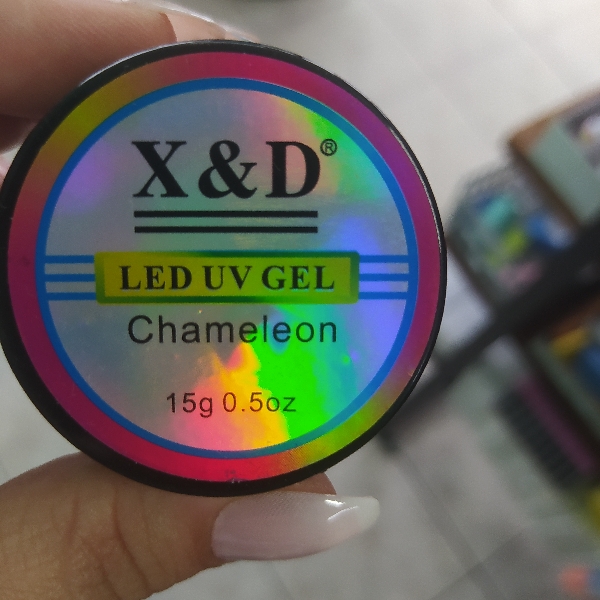 X&D®
LED UV GEL
Chameleon
15g 0.5oz